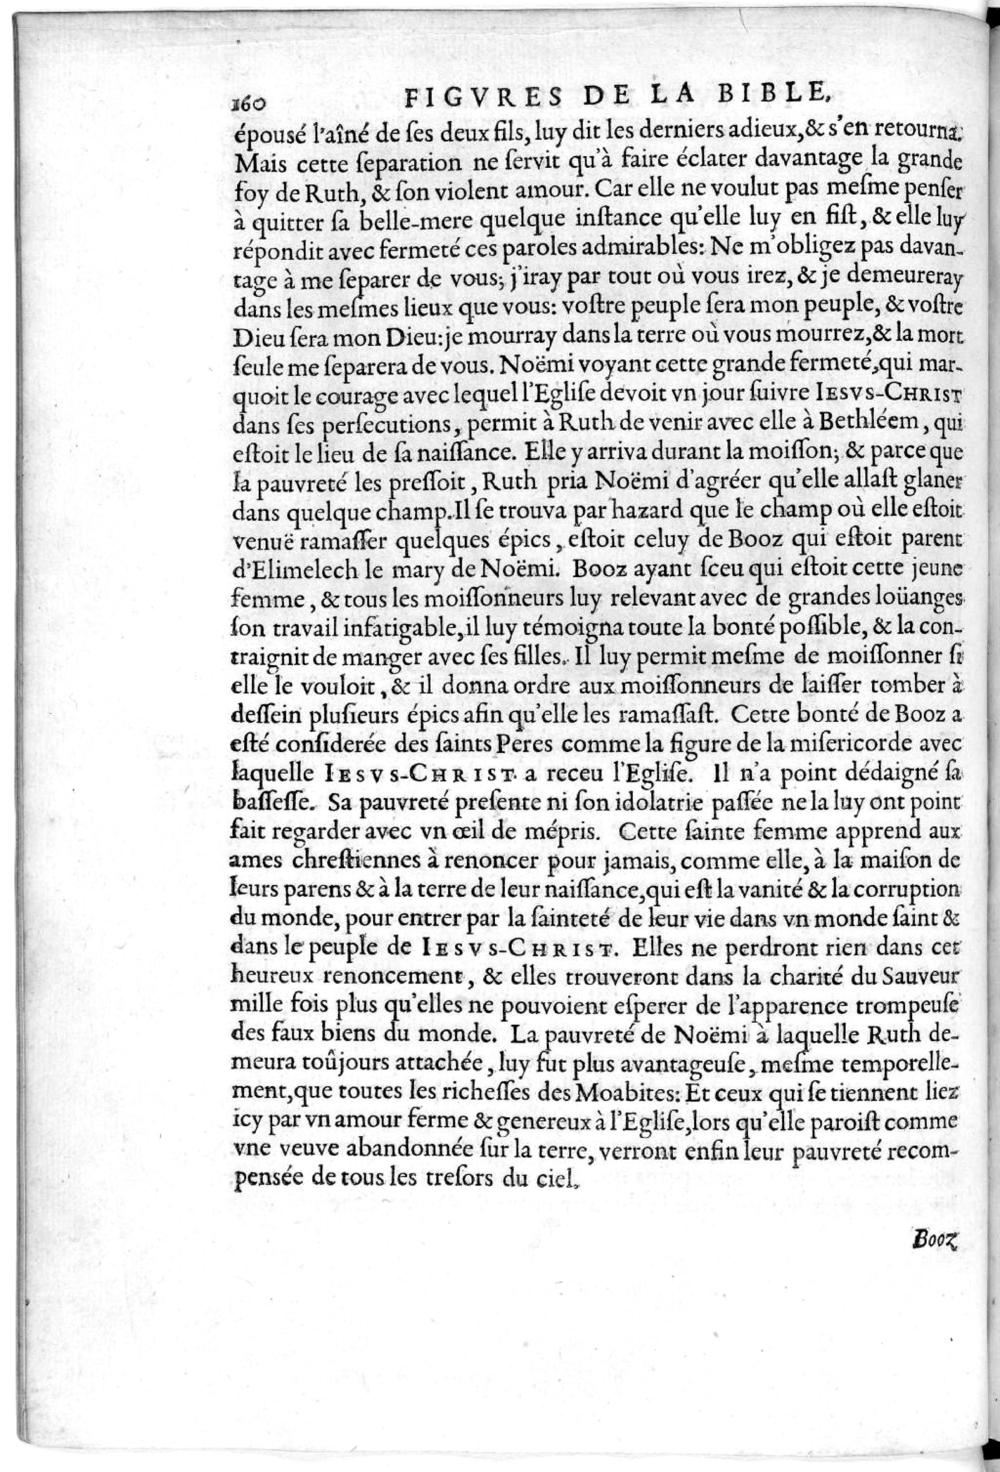 160 FIGVRES DE LA BIBLE,
épousé l'aîné de ſes deux fils, luy dit les derniers adieux, & s'en retourna.
Mais cette ſeparation ne ſervit qu'à faire éclater davantage la grande
foy de Ruth, & ſon violent amour. Car elle ne voulut pas meſme penſer
à quitter ſa belle-mere quelque inſtance qu'elle luy en fiſt, & elle luy
répondit avec fermeté ces paroles admirables: Ne m'obligez pas davan-
tage à me ſeparer de vous; j'iray par tout où vous irez, & je demeureray
dans les meſmes lieux que vous: voſtre peuple ſera mon peuple, & voſtre
Dieu ſera mon Dieu: je mourray dans la terre où vous mourrez, & la mort
ſeule me ſeparera de vous. Noëmi voyant cette grande fermeté, qui mar-
quoit le courage avec lequel l'Egliſe devoit vn jour ſuivre IESVS-CHRIST
dans ſes perſecutions, permit à Ruth de venir avec elle à Bethléem, qui
eſtoit le lieu de ſa naiſſance. Elle y arriva durant la moiſſon; & parce que
la pauvreté les preſſoit, Ruth pria Noëmi d'agréer qu'elle allaſt glaner
dans quelque champ. Il ſe trouva par hazard que le champ où elle eſtoit
venuë ramaſſer quelques épics, eſtoit celuy de Booz qui eſtoit parent
d'Elimelech le mary de Noëmi. Booz ayant ſceu qui eſtoit cette jeune
femme, & tous les moiſſonneurs luy relevant avec de grandes loüanges
ſon travail infatigable, il luy témoigna toute la bonté poſſible, & la con-
traignit de manger avec ſes filles. Il luy permit meſme de moiſſonner ſi
elle le vouloit, & il donna ordre aux moiſſonneurs de laiſſer tomber à
deſſein pluſieurs épics afin qu'elle les ramaſſaſt. Cette bonté de Booz a
eſté conſiderée des ſaints Peres comme la figure de la miſericorde avec
laquelle IESVS-CHRIST a receu l'Egliſe. Il n'a point dédaigné ſa
baſſeſſe. Sa pauvreté preſente ni ſon idolatrie paſſée ne la luy ont point
fait regarder avec vn œil de mépris. Cette ſainte femme apprend aux
ames chreſtiennes à renoncer pour jamais, comme elle, à la maiſon de
leurs parens & à la terre de leur naiſſance, qui eſt la vanité & la corruption
du monde, pour entrer par la ſainteté de leur vie dans vn monde ſaint &
dans le peuple de IESVS-CHRIST. Elles ne perdront rien dans cet
heureux renoncement, & elles trouveront dans la charité du Sauveur
mille fois plus qu'elles ne pouvoient eſperer de l'apparence trompeuſe
des faux biens du monde. La pauvreté de Noëmi à laquelle Ruth de-
meura toûjours attachée, luy fut plus avantageuſe, meſme temporelle-
ment, que toutes les richeſſes des Moabites: Et ceux qui ſe tiennent liez
icy par vn amour ferme & genereux à l'Egliſe, lors qu'elle paroiſt comme
vne veuve abandonnée ſur la terre, verront enfin leur pauvreté recom-
penſée de tous les treſors du ciel.
Booz